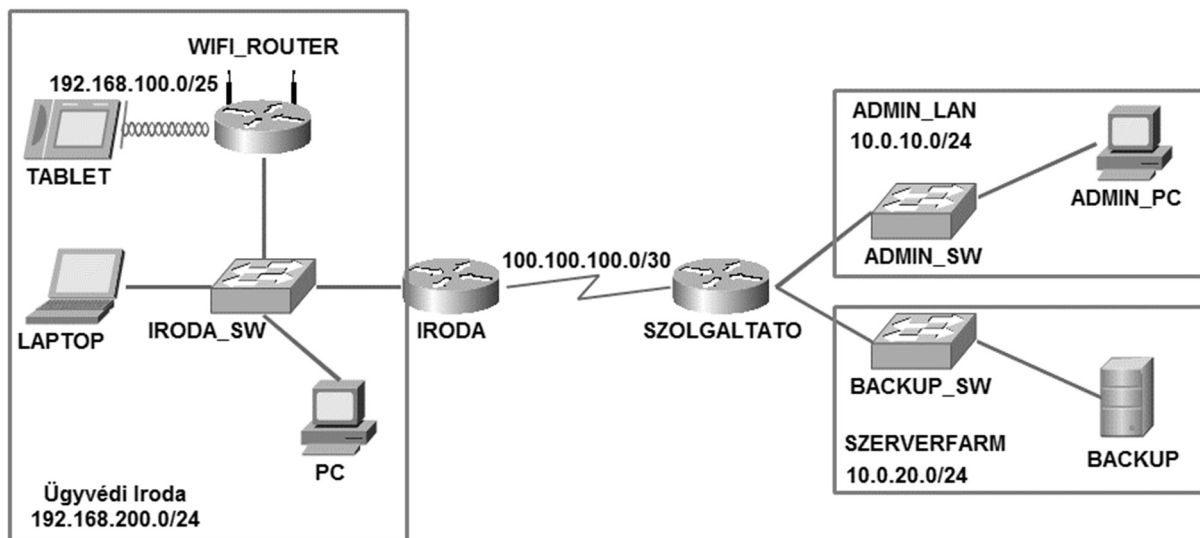 WIFI_ROUTER
192.168.100.0/25
TABLET
LAPTOP
IRODA_SW
PC
Ügyvédi Iroda
192.168.200.0/24
IRODA
100.100.100.0/30
SZOLGALTATO
ADMIN_LAN
10.0.10.0/24
ADMIN_PC
ADMIN_SW
BACKUP_SW
SZERVERFARM
10.0.20.0/24
BACKUP